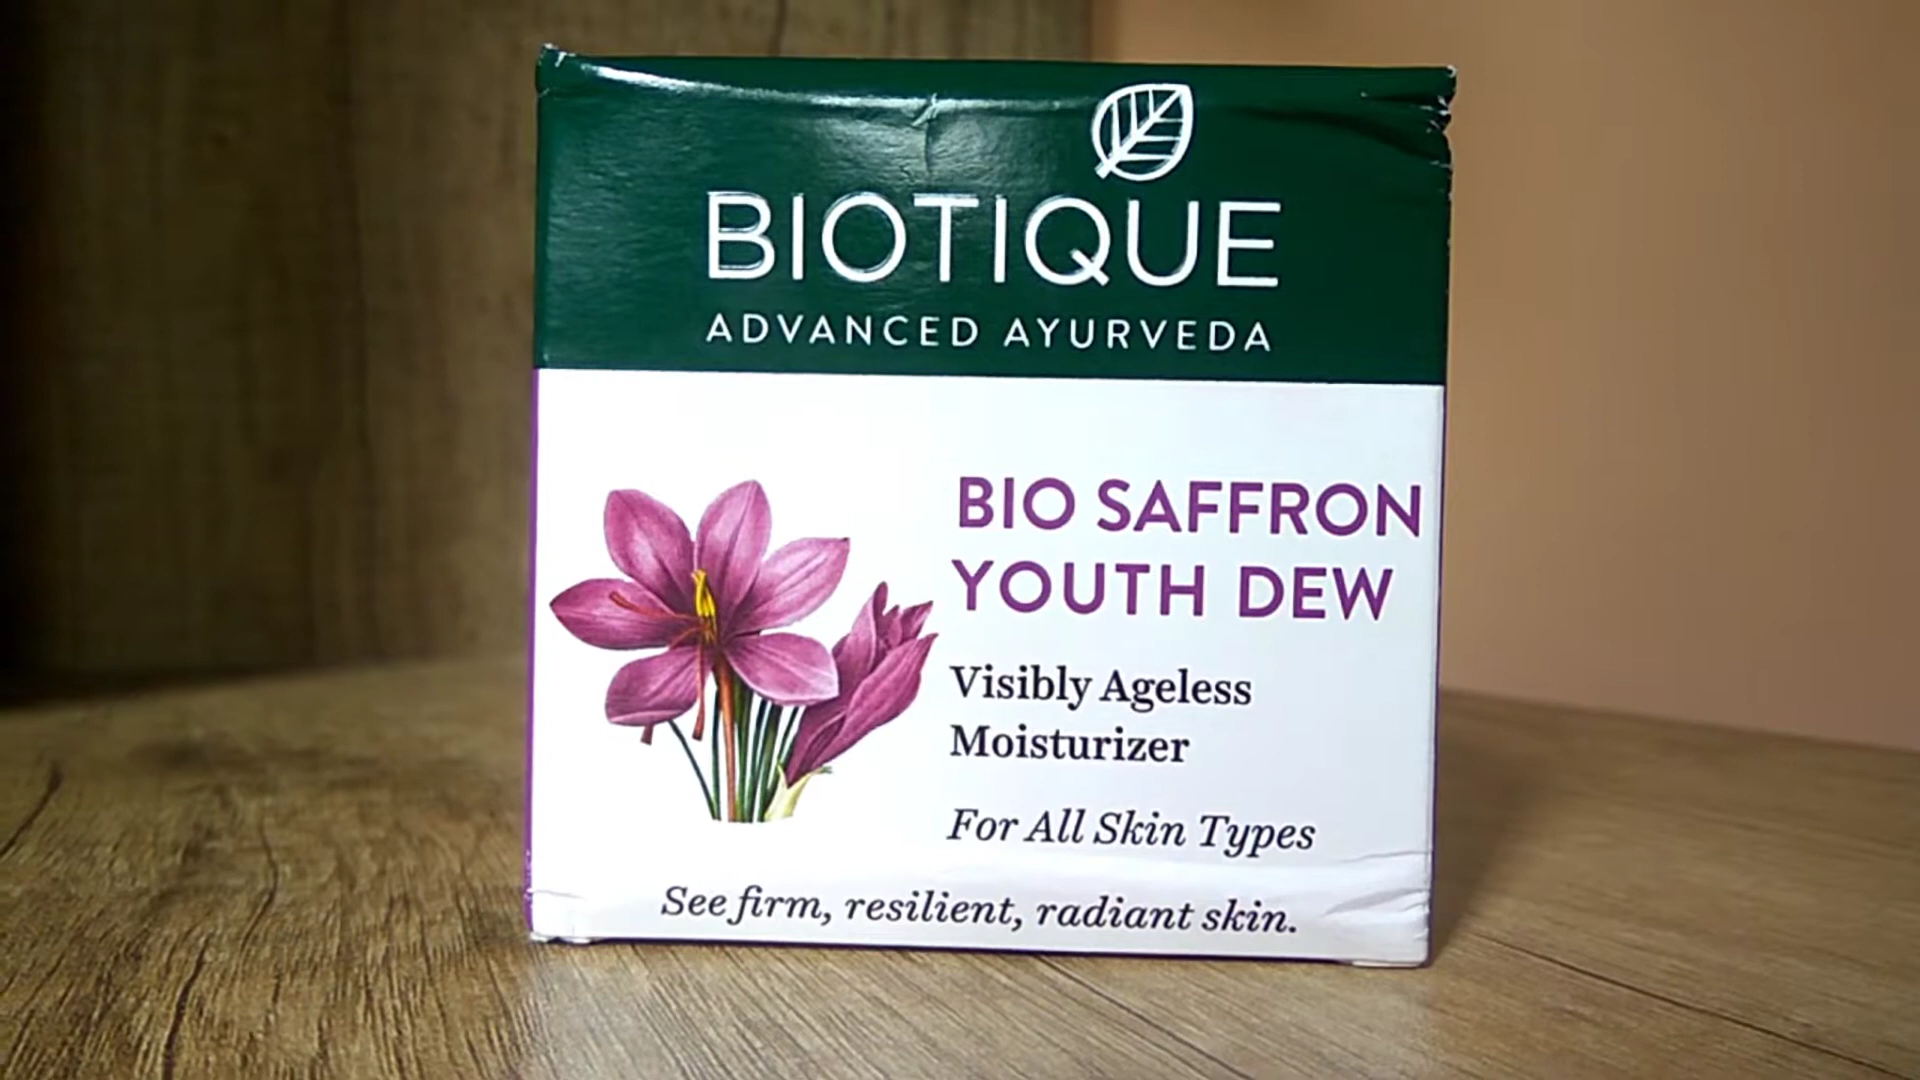 BIOTIQUE
ADVANCED AYURVEDA
BIO SAFFRON
YOUTH DEW
Visibly Ageless
Moisturizer
For All Skin Types
See firm, resilient, radiant skin.